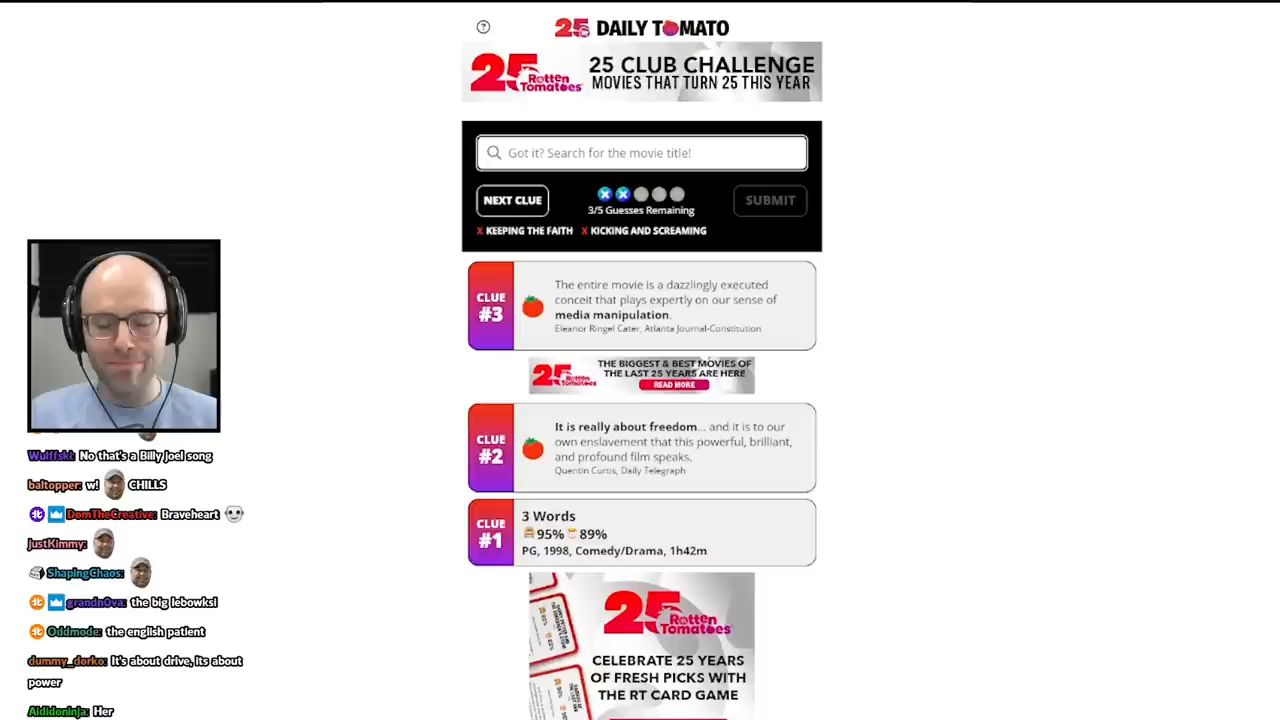 25 DAILY TOMATO
25 Rotten Tomatoes
25 CLUB CHALLENGE
MOVIES THAT TURN 25 THIS YEAR
Got it? Search for the movie title!
NEXT CLUE
3/5 Guesses Remaining
SUBMIT
X KEEPING THE FAITH X KICKING AND SCREAMING
CLUE
#3
The entire movie is a dazzlingly executed
conceit that plays expertly on our sense of
media manipulation.
Eleanor Ringel Cater, Atlanta Journal-Constitution
25 Rotten Tomatoes
THE BIGGEST & BEST MOVIES OF
THE LAST 25 YEARS ARE HERE
READ MORE
CLUE
#2
It is really about freedom... and it is to our
own enslavement that this powerful, brilliant,
and profound film speaks.
Quentin Curtis, Daily Telegraph
CLUE
#1
3 Words
95% 89%
PG, 1998, Comedy/Drama, 1h42m
25 Rotten Tomatoes
CELEBRATE 25 YEARS
OF FRESH PICKS WITH
THE RT CARD GAME
Wulffski: No that's a Billy Joel song
baltopper: w! CHILLS
DomTheCreative: Braveheart
JustKimmy:
ShapingChaos:
grandn0va: the big lebowksi
Oddmode: the english patient
dummy_dorko: It's about drive, its about
power
Aididoninja: Her